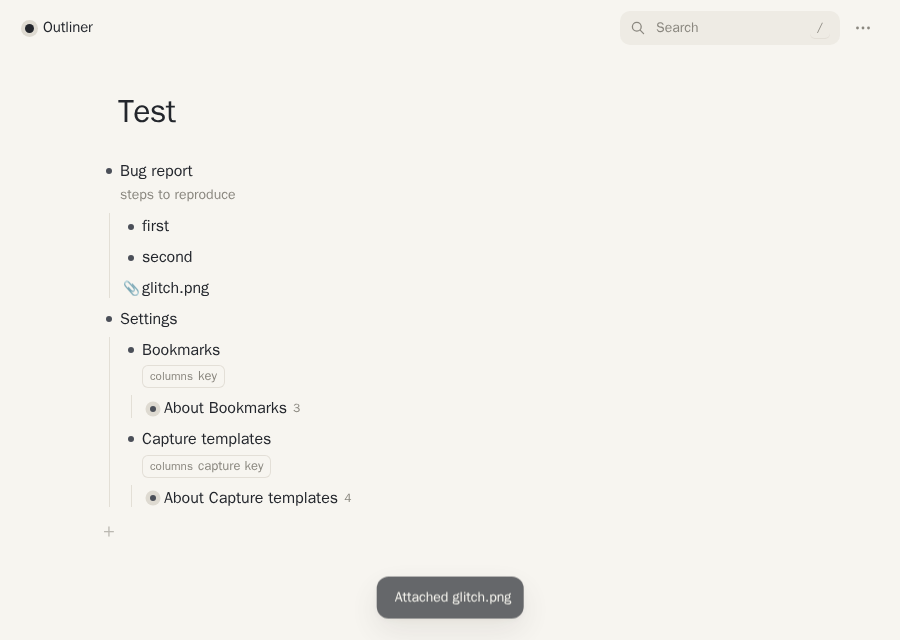 Outliner
Search /
Test
Bug report
steps to reproduce
first
second
📎 glitch.png
Settings
Bookmarks
columns key
About Bookmarks 3
Capture templates
columns capture key
About Capture templates 4
+
Attached glitch.png